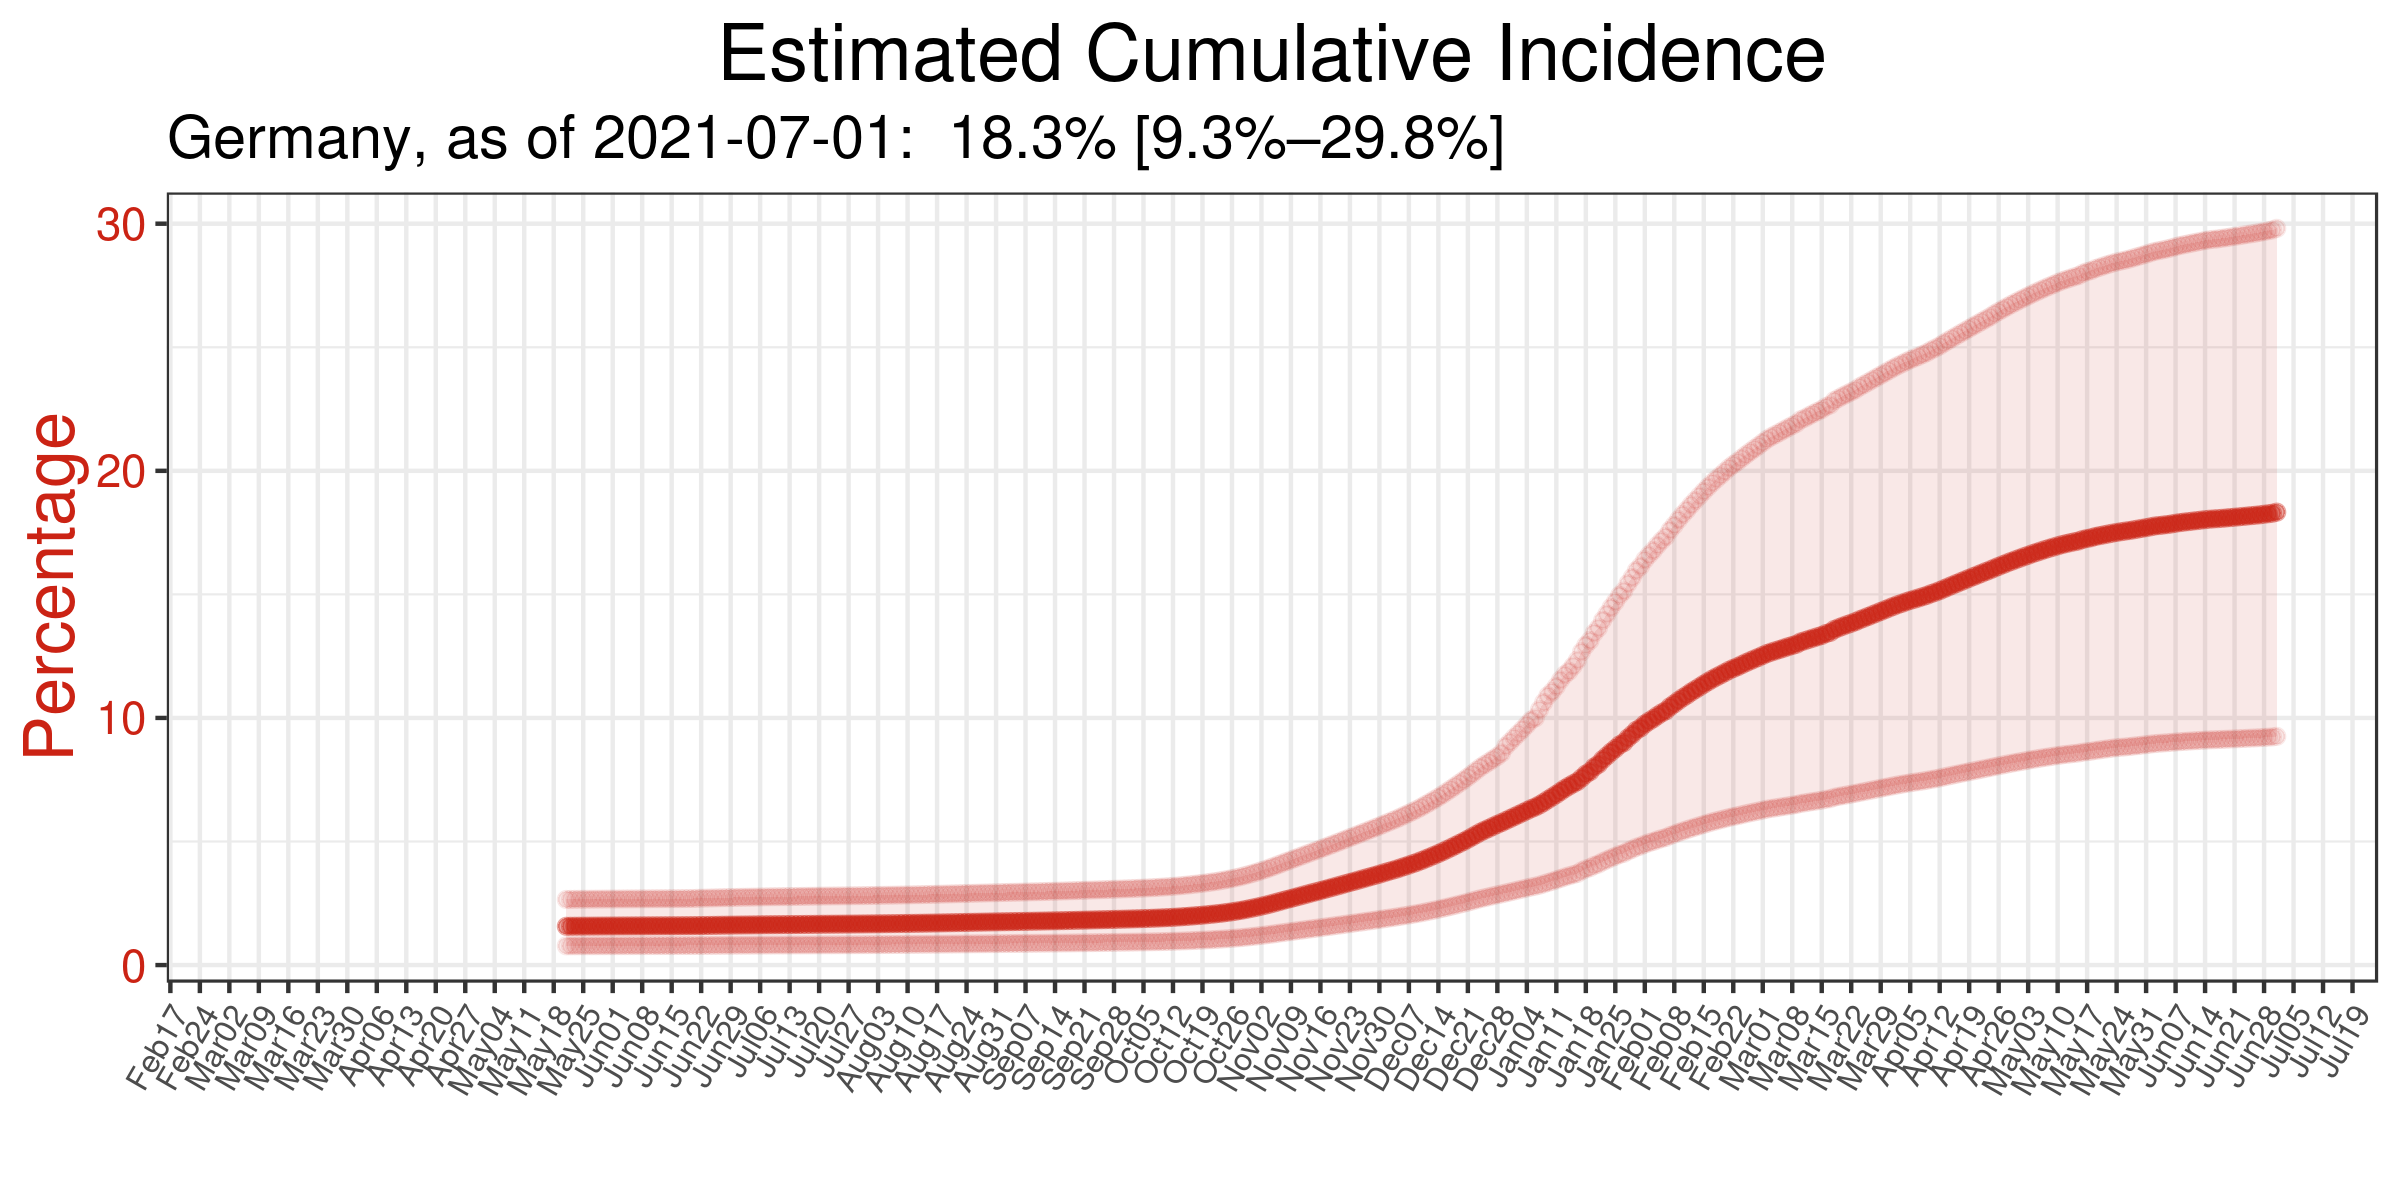 Estimated Cumulative Incidence
Germany, as of 2021-07-01:  18.3% [9.3%–29.8%]
Percentage
30
20
10
0
Feb17
Feb24
Mar02
Mar09
Mar16
Mar23
Mar30
Apr06
Apr13
Apr20
Apr27
May04
May11
May18
May25
Jun01
Jun08
Jun15
Jun22
Jun29
Jul06
Jul13
Jul20
Jul27
Aug03
Aug10
Aug17
Aug24
Aug31
Sep07
Sep14
Sep21
Sep28
Oct05
Oct12
Oct19
Oct26
Nov02
Nov09
Nov16
Nov23
Nov30
Dec07
Dec14
Dec21
Dec28
Jan04
Jan11
Jan18
Jan25
Feb01
Feb08
Feb15
Feb22
Mar01
Mar08
Mar15
Mar22
Mar29
Apr05
Apr12
Apr19
Apr26
May03
May10
May17
May24
May31
Jun07
Jun14
Jun21
Jun28
Jul05
Jul12
Jul19